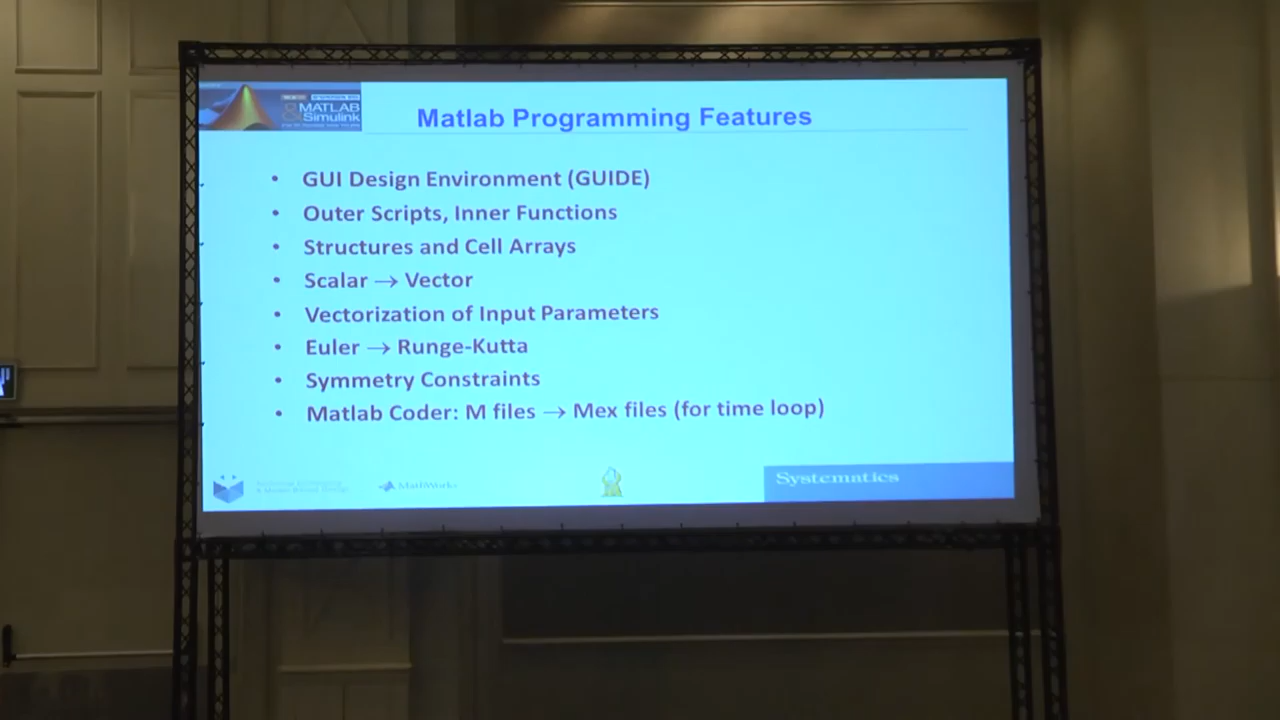 MATLAB
& Simulink
Matlab Programming Features
• GUI Design Environment (GUIDE)
• Outer Scripts, Inner Functions
• Structures and Cell Arrays
• Scalar → Vector
• Vectorization of Input Parameters
• Euler → Runge-Kutta
• Symmetry Constraints
• Matlab Coder: M files → Mex files (for time loop)
MathWorks
Systematics